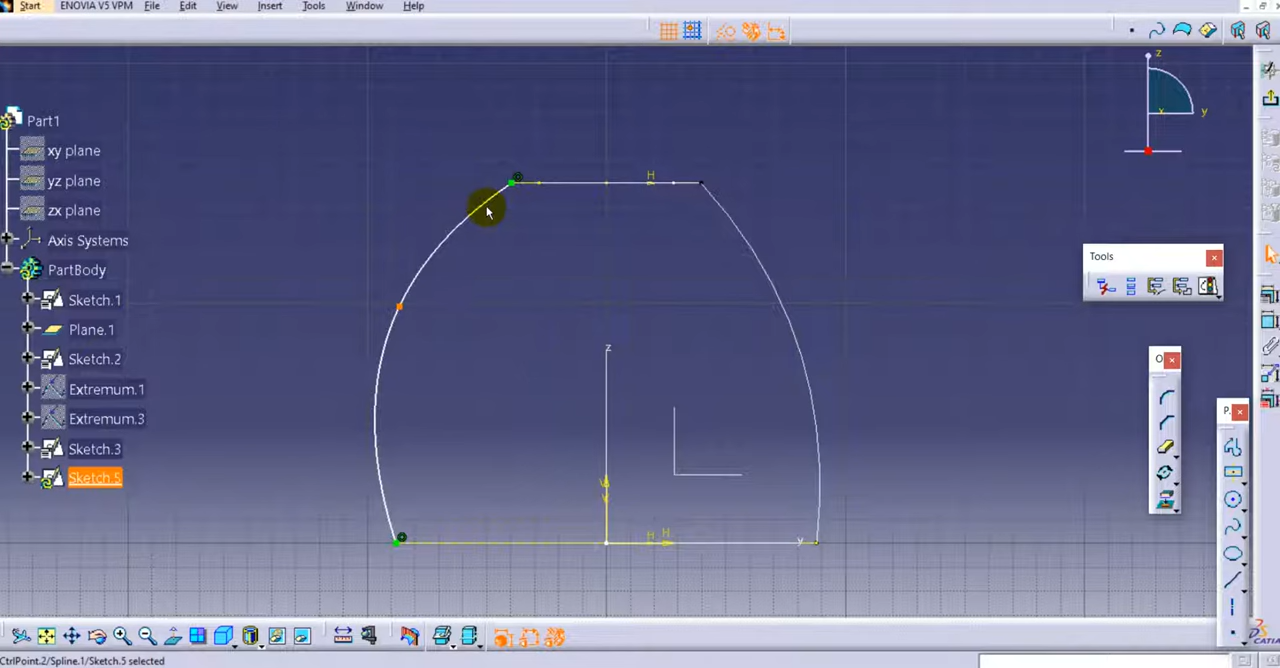 Start ENOVIA V5 VPM File Edit View Insert Tools Window Help
z
x y
Part1
xy plane
yz plane
zx plane
Axis Systems
PartBody
Sketch.1
Plane.1
Sketch.2
Extremum.1
Extremum.3
Sketch.3
Sketch.5
H
z
V
H H
y
Tools
O
P.
CATIA
CtrlPoint.2/Spline.1/Sketch.5 selected